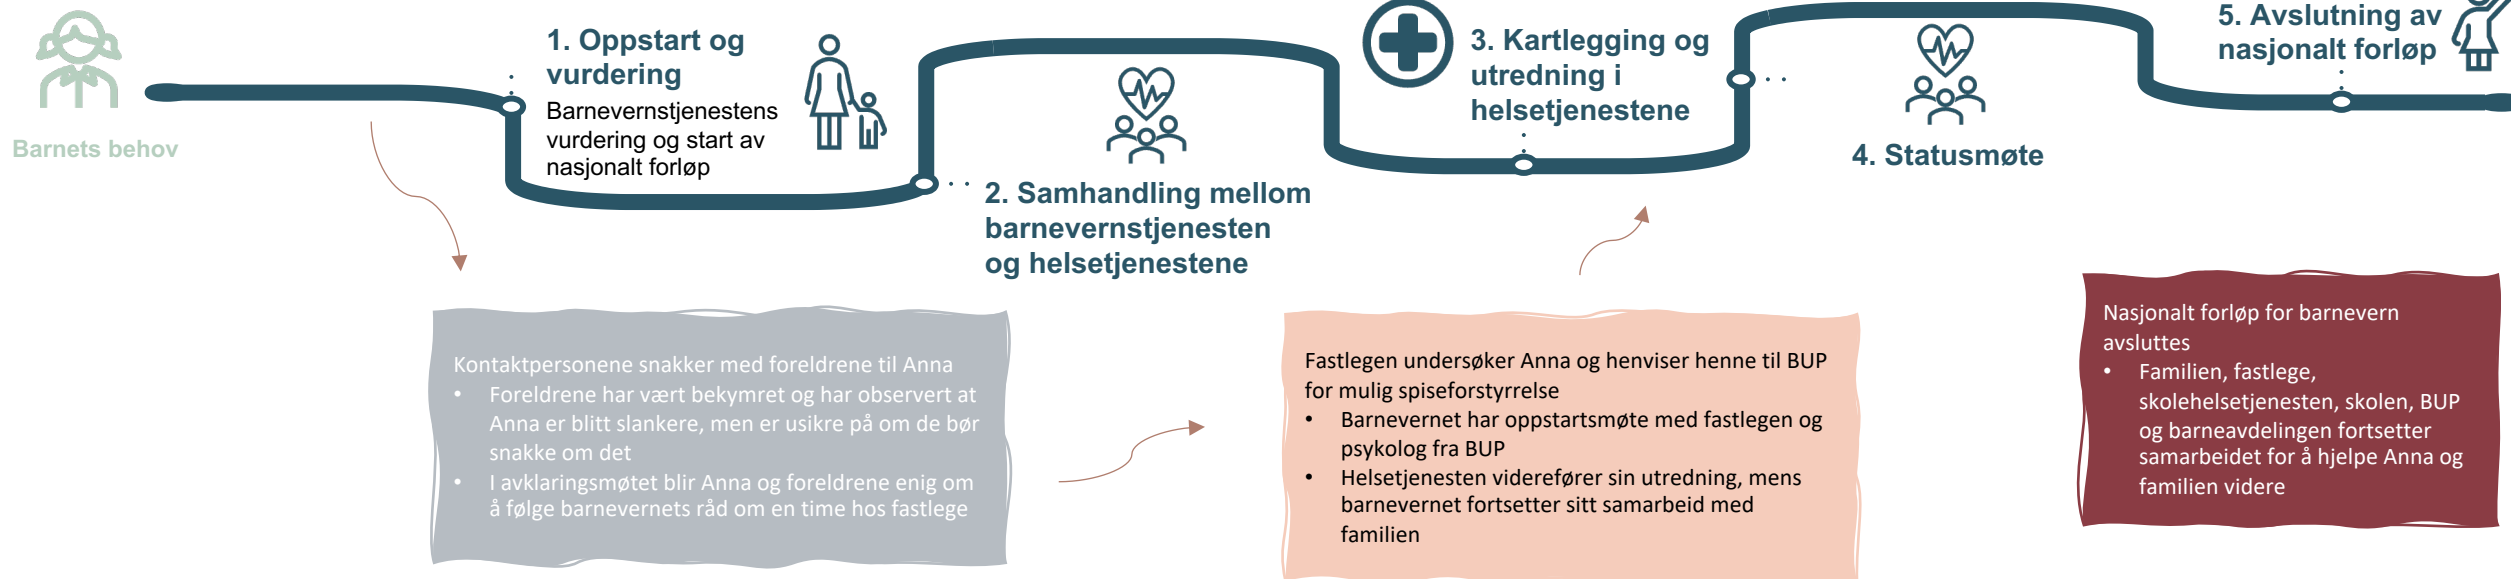 Barnets behov
1. Oppstart og
vurdering
Barnevernstjenestens
vurdering og start av
nasjonalt forløp
2. Samhandling mellom
barnevernstjenesten
og helsetjenestene
3. Kartlegging og
utredning i
helsetjenestene
4. Statusmøte
5. Avslutning av
nasjonalt forløp
Kontaktpersonene snakker med foreldrene til Anna
• Foreldrene har vært bekymret og har observert at
Anna er blitt slankere, men er usikre på om de bør
snakke om det
• I avklaringsmøtet blir Anna og foreldrene enig om
å følge barnevernets råd om en time hos fastlege
Fastlegen undersøker Anna og henviser henne til BUP
for mulig spiseforstyrrelse
• Barnevernet har oppstartsmøte med fastlegen og
psykolog fra BUP
• Helsetjenesten viderefører sin utredning, mens
barnevernet fortsetter sitt samarbeid med
familien
Nasjonalt forløp for barnevern
avsluttes
• Familien, fastlege,
skolehelsetjenesten, skolen, BUP
og barneavdelingen fortsetter
samarbeidet for å hjelpe Anna og
familien videre